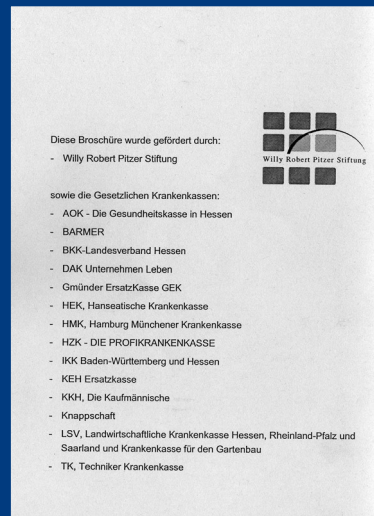 Diese Broschüre wurde gefördert durch:
- Willy Robert Pitzer Stiftung
Willy Robert Pitzer Stiftung
sowie die Gesetzlichen Krankenkassen:
- AOK - Die Gesundheitskasse in Hessen
- BARMER
- BKK-Landesverband Hessen
- DAK Unternehmen Leben
- Gmünder ErsatzKasse GEK
- HEK, Hanseatische Krankenkasse
- HMK, Hamburg Münchener Krankenkasse
- HZK - DIE PROFIKRANKENKASSE
- IKK Baden-Württemberg und Hessen
- KEH Ersatzkasse
- KKH, Die Kaufmännische
- Knappschaft
- LSV, Landwirtschaftliche Krankenkasse Hessen, Rheinland-Pfalz und
Saarland und Krankenkasse für den Gartenbau
- TK, Techniker Krankenkasse